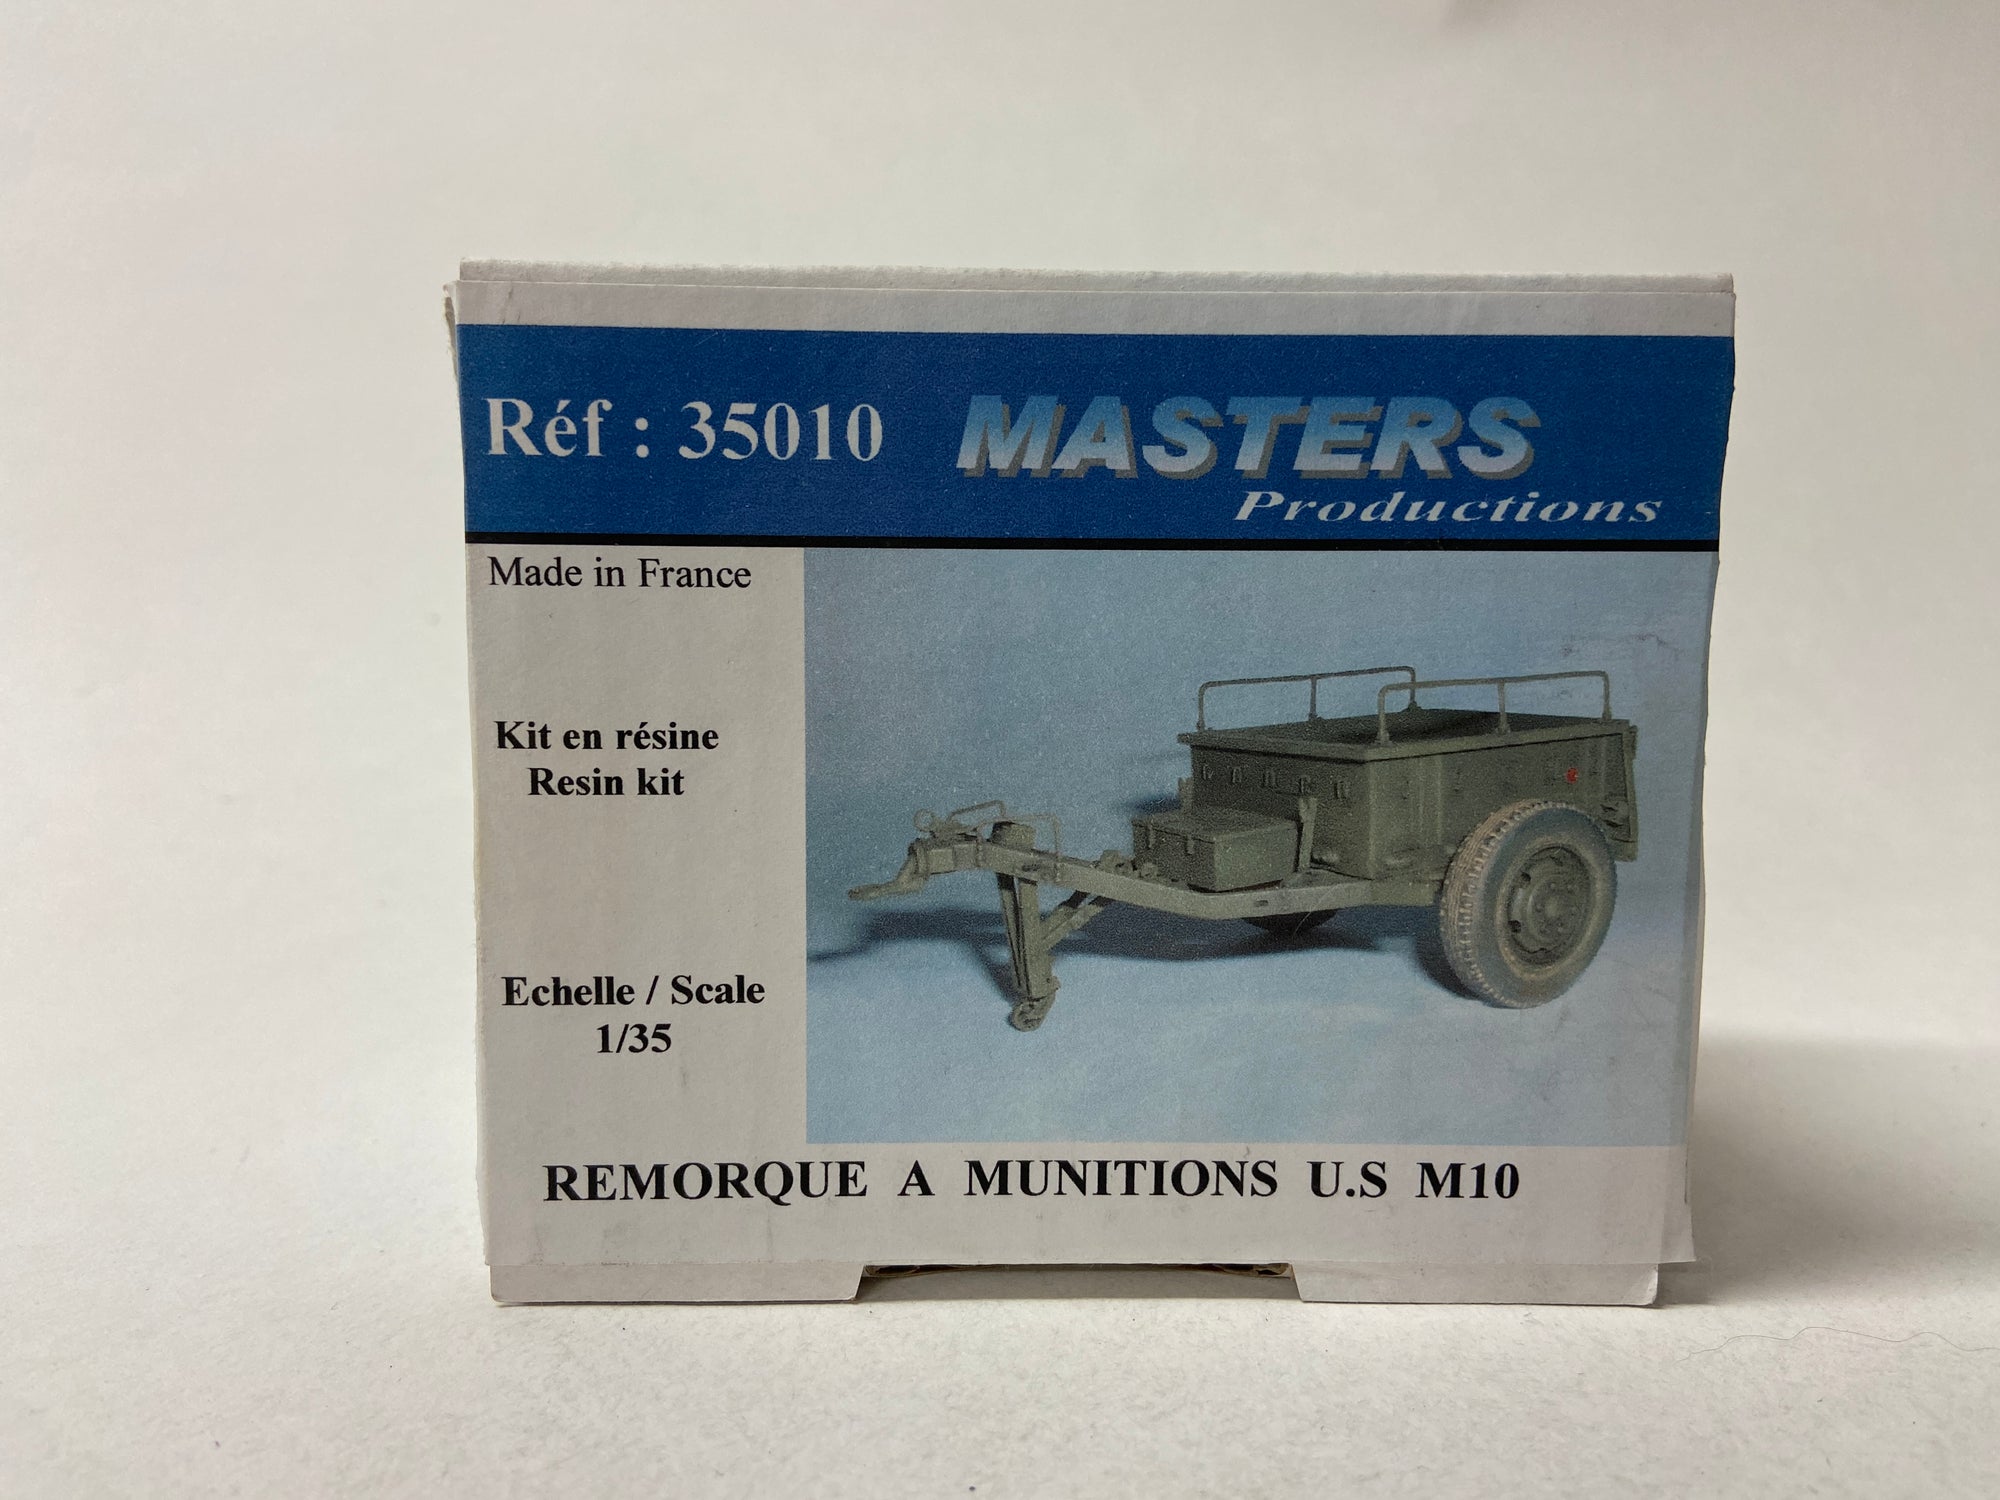 Réf : 35010
MASTERS
Productions
Made in France
Kit en résine
Resin kit
Echelle / Scale
1/35
REMORQUE A MUNITIONS U.S M10